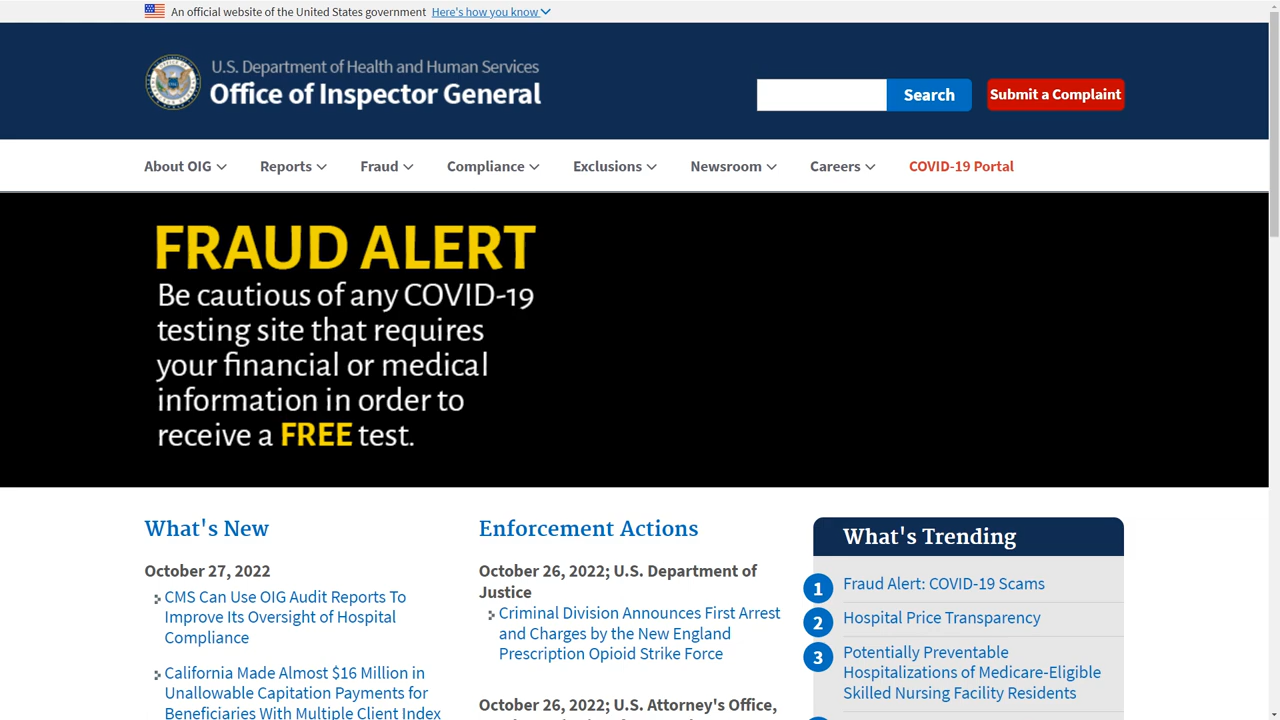 An official website of the United States government Here's how you know
U.S. Department of Health and Human Services
Office of Inspector General
Search
Submit a Complaint
About OIG
Reports
Fraud
Compliance
Exclusions
Newsroom
Careers
COVID-19 Portal
FRAUD ALERT
Be cautious of any COVID-19
testing site that requires
your financial or medical
information in order to
receive a FREE test.
What's New
October 27, 2022
CMS Can Use OIG Audit Reports To
Improve Its Oversight of Hospital
Compliance
California Made Almost $16 Million in
Unallowable Capitation Payments for
Beneficiaries With Multiple Client Index
Enforcement Actions
October 26, 2022; U.S. Department of
Justice
Criminal Division Announces First Arrest
and Charges by the New England
Prescription Opioid Strike Force
October 26, 2022; U.S. Attorney's Office,
What's Trending
1 Fraud Alert: COVID-19 Scams
2 Hospital Price Transparency
3 Potentially Preventable
Hospitalizations of Medicare-Eligible
Skilled Nursing Facility Residents